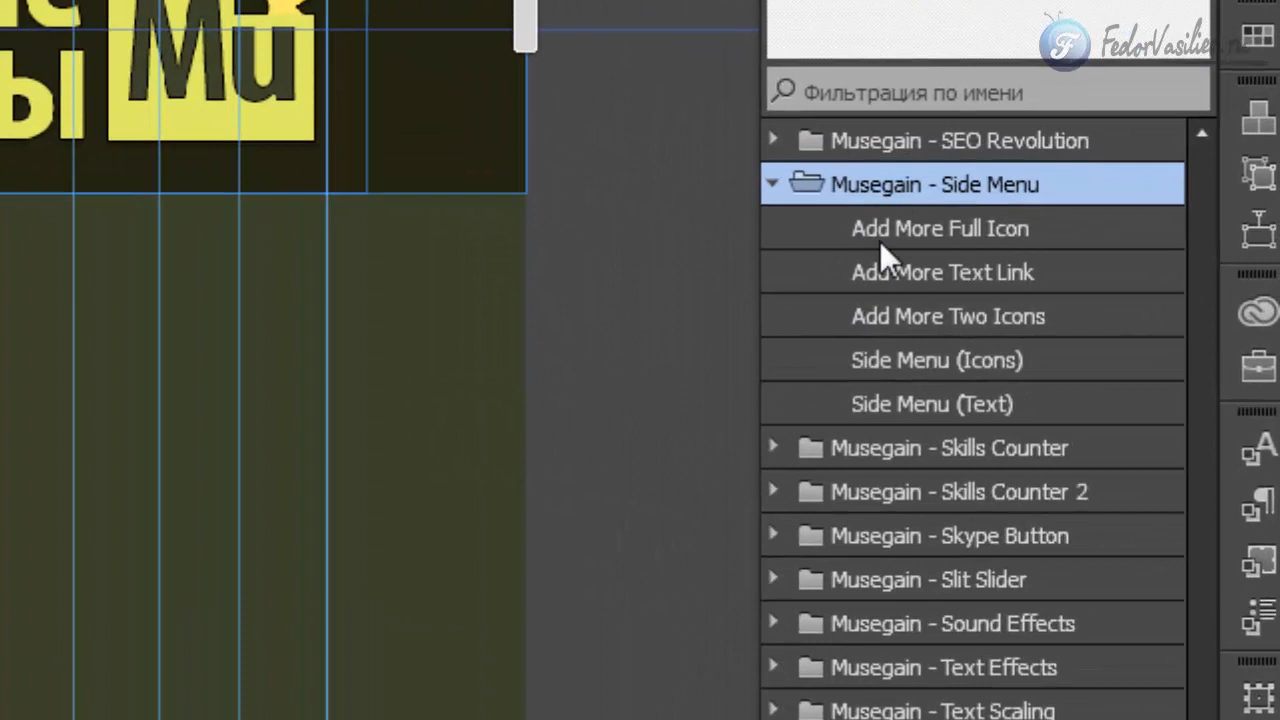 ы
Mu
FedorVasiliev.ru
Фильтрация по имени
Musegain - SEO Revolution
Musegain - Side Menu
Add More Full Icon
Add More Text Link
Add More Two Icons
Side Menu (Icons)
Side Menu (Text)
Musegain - Skills Counter
Musegain - Skills Counter 2
Musegain - Skype Button
Musegain - Slit Slider
Musegain - Sound Effects
Musegain - Text Effects
Musegain - Text Scaling